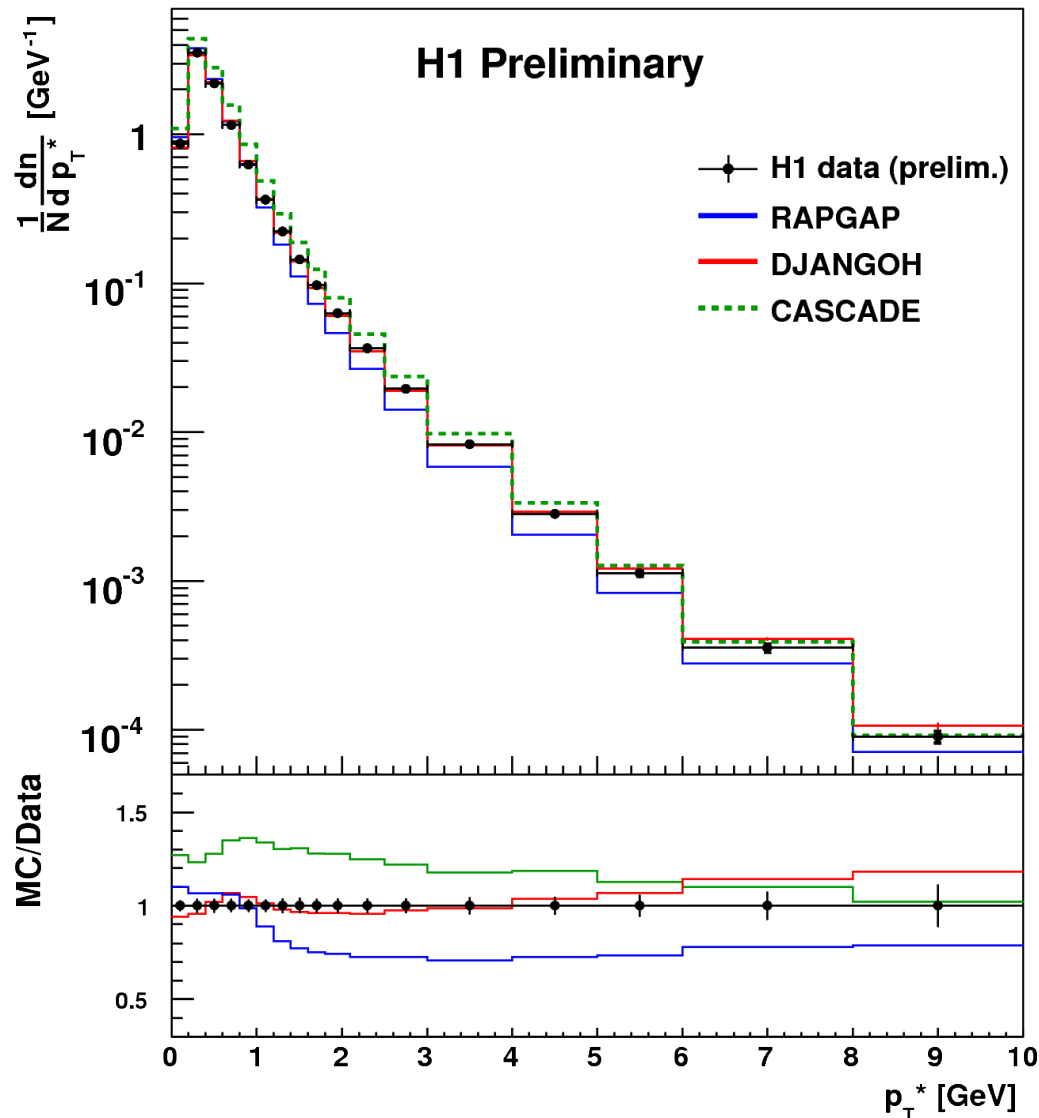 H1 Preliminary
1/N dn/d p_T* [GeV⁻¹]
H1 data (prelim.)
RAPGAP
DJANGOH
CASCADE
1
10⁻¹
10⁻²
10⁻³
10⁻⁴
MC/Data
1.5
1
0.5
0 1 2 3 4 5 6 7 8 9 10
p_T* [GeV]